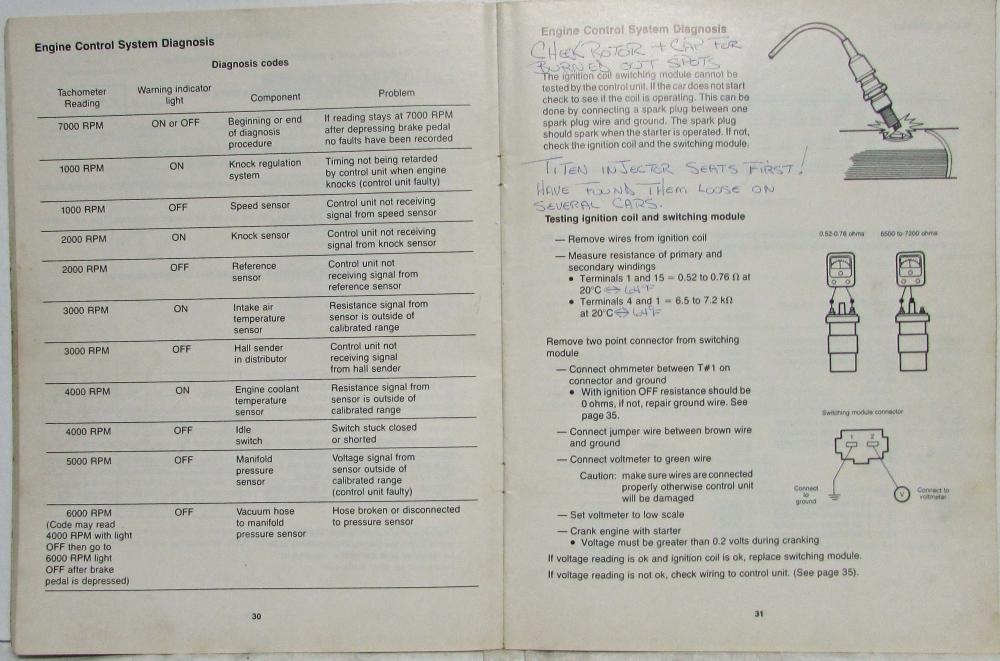 Engine Control System Diagnosis
Diagnosis codes
Tachometer Reading
Warning indicator light
Component
Problem
7000 RPM
ON or OFF
Beginning or end
of diagnosis
procedure
If reading stays at 7000 RPM
after depressing brake pedal
no faults have been recorded
1000 RPM
ON
Knock regulation
system
Timing not being retarded
by control unit when engine
knocks (control unit faulty)
1000 RPM
OFF
Speed sensor
Control unit not receiving
signal from speed sensor
2000 RPM
ON
Knock sensor
Control unit not receiving
signal from knock sensor
2000 RPM
OFF
Reference
sensor
Control unit not
receiving signal from
reference sensor
3000 RPM
ON
Intake air
temperature
sensor
Resistance signal from
sensor is outside of
calibrated range
3000 RPM
OFF
Hall sender
in distributor
Control unit not
receiving signal
from hall sender
4000 RPM
ON
Engine coolant
temperature
sensor
Resistance signal from
sensor is outside of
calibrated range
4000 RPM
OFF
Idle
switch
Switch stuck closed
or shorted
5000 RPM
OFF
Manifold
pressure
sensor
Voltage signal from
sensor outside of
calibrated range
(control unit faulty)
6000 RPM
(Code may read
4000 RPM with light
OFF then go to
6000 RPM light
OFF after brake
pedal is depressed)
OFF
Vacuum hose
to manifold
pressure sensor
Hose broken or disconnected
to pressure sensor
30
Engine Control System Diagnosis
CHECK ROTOR + CAP FOR
BURNED OUT SPOTS
The ignition coil switching module cannot be
tested by the control unit. If the car does not start
check to see if the coil is operating. This can be
done by connecting a spark plug between one
spark plug wire and ground. The spark plug
should spark when the starter is operated. If not,
check the ignition coil and the switching module.
TITEN INJECTOR SEATS FIRST!
HAVE FOUND THEM LOOSE ON
SEVERAL CARS.
Testing ignition coil and switching module
— Remove wires from ignition coil
— Measure resistance of primary and
secondary windings
• Terminals 1 and 15 = 0.52 to 0.76 Ω at
20°C ⇔ 64°F
• Terminals 4 and 1 = 6.5 to 7.2 kΩ
at 20°C ⇔ 64°F
0.52-0.76 ohms
6500 to 7200 ohms
Remove two point connector from switching
module
— Connect ohmmeter between T#1 on
connector and ground
• With ignition OFF resistance should be
0 ohms, if not, repair ground wire. See
page 35.
— Connect jumper wire between brown wire
and ground
— Connect voltmeter to green wire
Caution: make sure wires are connected
properly otherwise control unit
will be damaged
— Set voltmeter to low scale
— Crank engine with starter
• Voltage must be greater than 0.2 volts during cranking
Switching module connector
1 2
Connect
to
ground
V
Connect to
voltmeter
If voltage reading is ok and ignition coil is ok, replace switching module.
If voltage reading is not ok, check wiring to control unit. (See page 35).
31